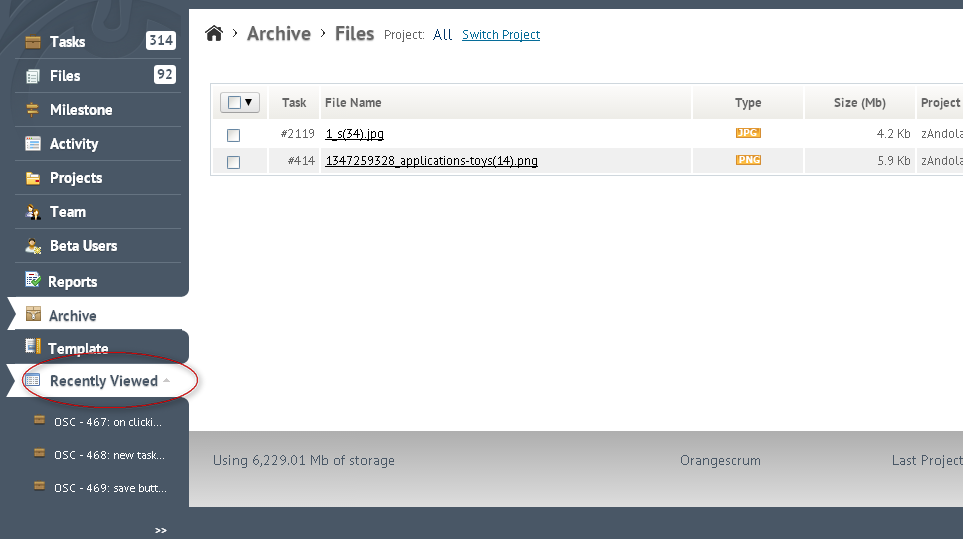 Tasks 314
Files 92
Milestone
Activity
Projects
Team
Beta Users
Reports
Archive
Template
Recently Viewed
OSC - 467: on clicki...
OSC - 468: new task...
OSC - 469: save butt...
>>
› Archive › Files Project: All Switch Project
Task File Name Type Size (Mb) Project
#2119 1_s(34).jpg JPG 4.2 Kb zAndola
#414 1347259328_applications-toys(14).png PNG 5.9 Kb zAndola
Using 6,229.01 Mb of storage Orangescrum Last Project